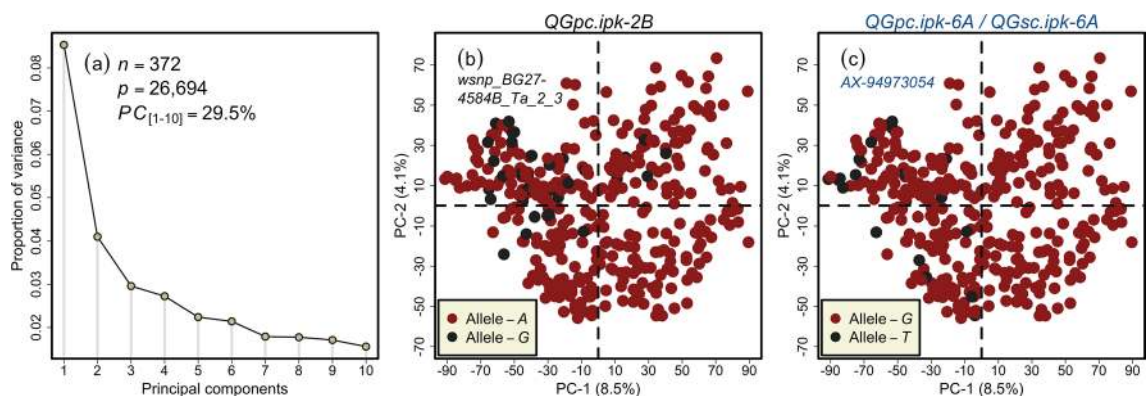 (a)
n = 372
p = 26,694
PC[1-10] = 29.5%
Proportion of variance
0.08
0.07
0.06
0.05
0.04
0.03
0.02
1 2 3 4 5 6 7 8 9 10
Principal components
QGpc.ipk-2B
(b)
wsnp_BG27-
4584B_Ta_2_3
PC-2 (4.1%)
70
50
30
10
-10
-30
-50
-70
Allele – A
Allele – G
-90 -70 -50 -30 -10 10 30 50 70 90
PC-1 (8.5%)
QGpc.ipk-6A / QGsc.ipk-6A
(c)
AX-94973054
PC-2 (4.1%)
70
50
30
10
-10
-30
-50
-70
Allele – G
Allele – T
-90 -70 -50 -30 -10 10 30 50 70 90
PC-1 (8.5%)